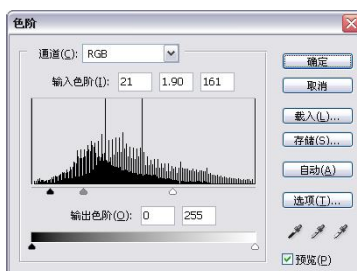 色阶
通道(C): RGB
确定
输入色阶(I): 21 1.90 161
取消
载入(L)...
存储(S)...
自动(A)
选项(T)...
输出色阶(O): 0 255
预览(P)